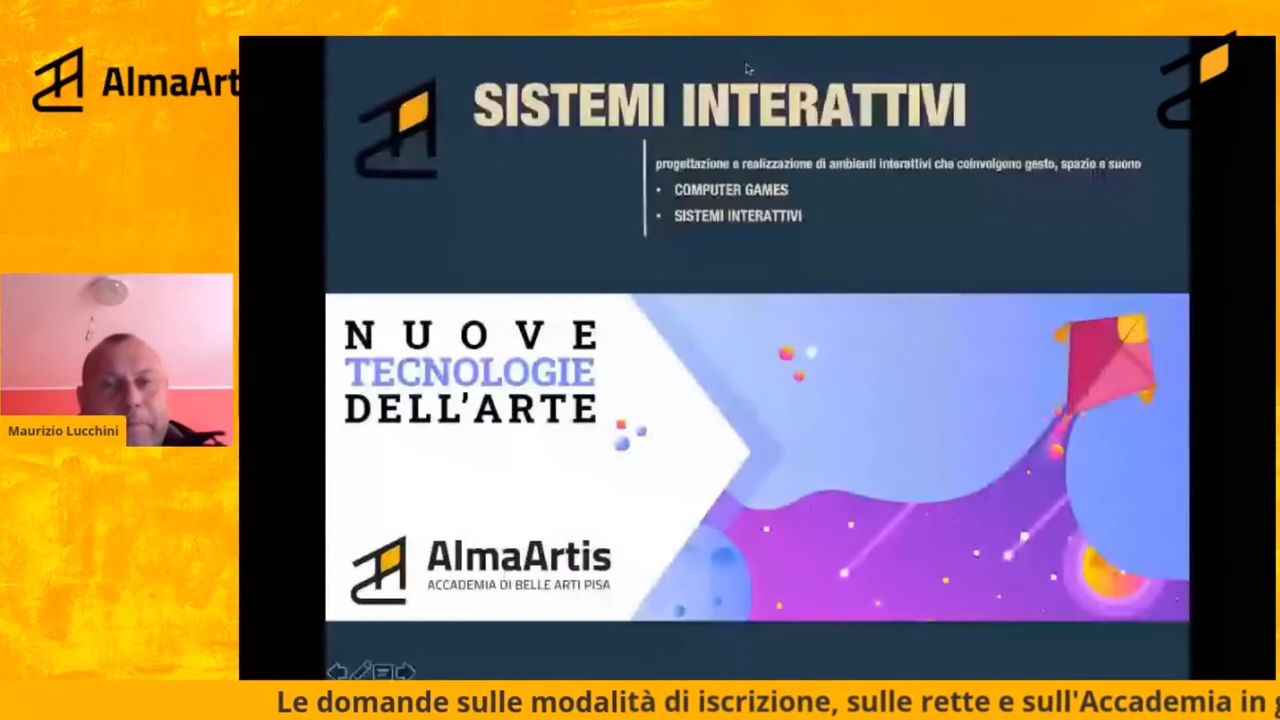 AlmaArt
SISTEMI INTERATTIVI
progettazione e realizzazione di ambienti interattivi che coinvolgono gesto, spazio e suono
• COMPUTER GAMES
• SISTEMI INTERATTIVI
NUOVE
TECNOLOGIE
DELL'ARTE
AlmaArtis
ACCADEMIA DI BELLE ARTI PISA
Maurizio Lucchini
Le domande sulle modalità di iscrizione, sulle rette e sull'Accademia in